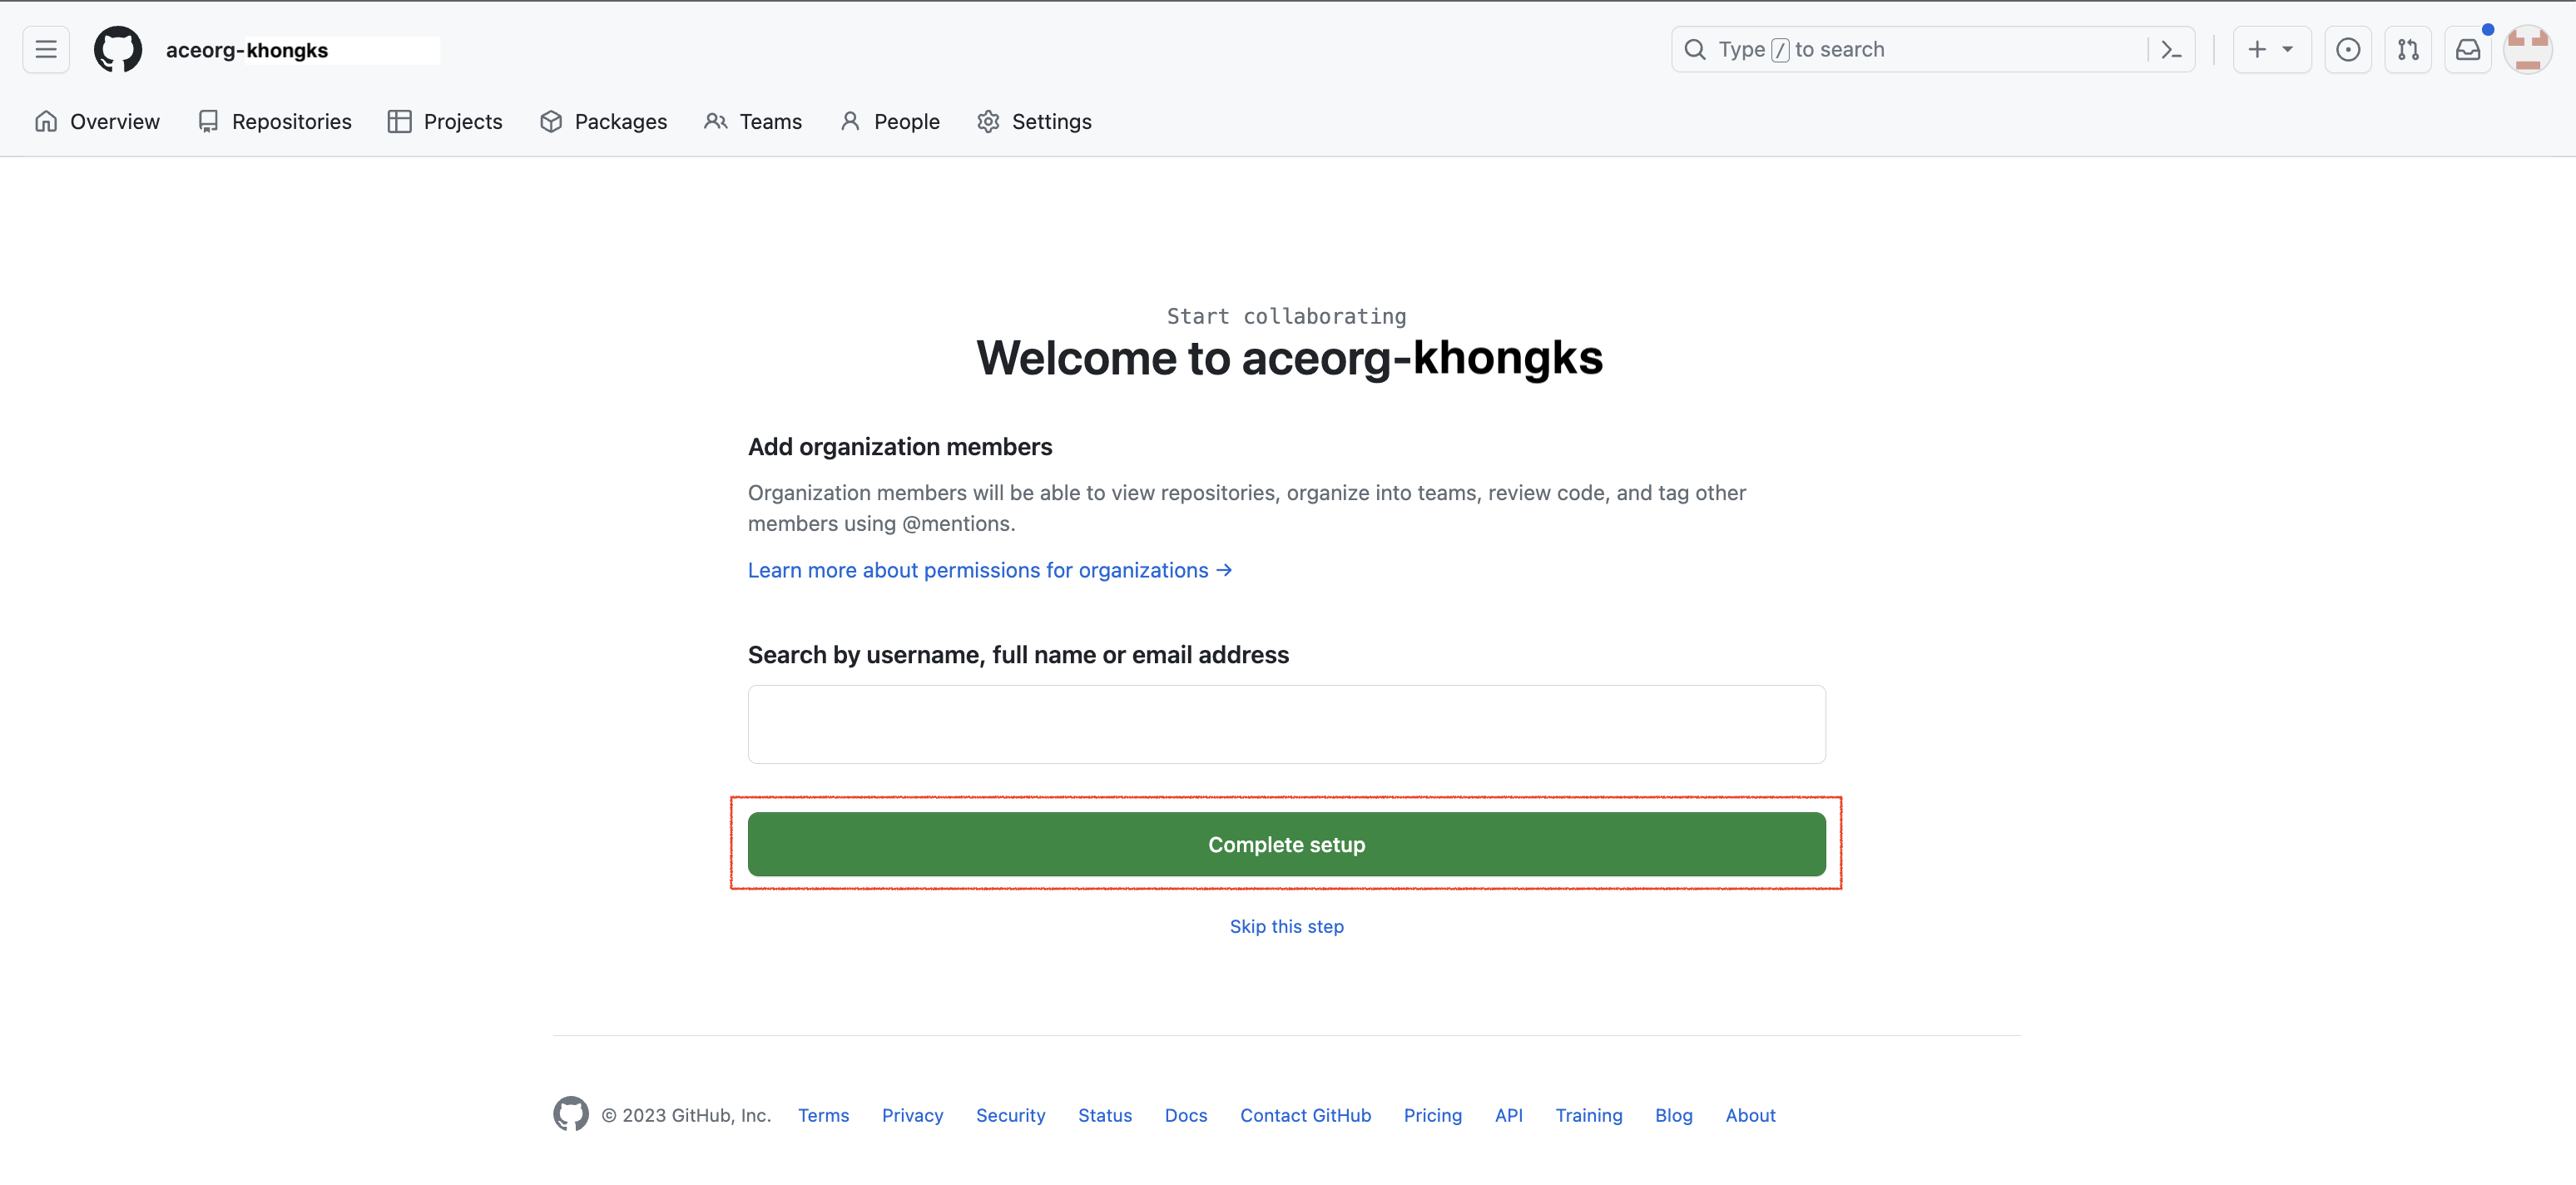 aceorg-khongks
Type / to search
Overview
Repositories
Projects
Packages
Teams
People
Settings
Start collaborating
Welcome to aceorg-khongks
Add organization members
Organization members will be able to view repositories, organize into teams, review code, and tag other
members using @mentions.
Learn more about permissions for organizations →
Search by username, full name or email address
Complete setup
Skip this step
© 2023 GitHub, Inc.
Terms
Privacy
Security
Status
Docs
Contact GitHub
Pricing
API
Training
Blog
About